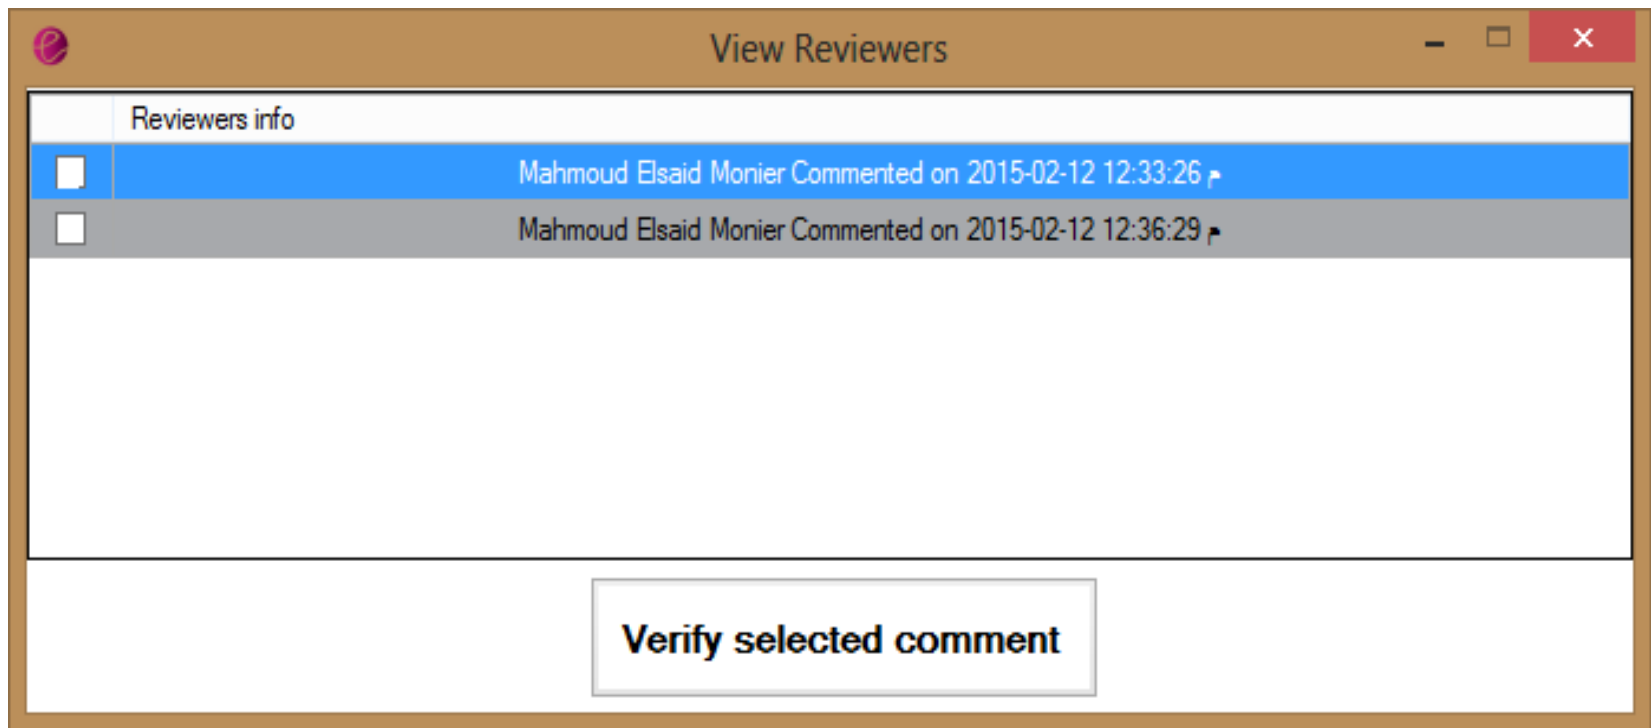 View Reviewers
Reviewers info
Mahmoud Elsaid Monier Commented on 2015-02-12 12:33:26 م
Mahmoud Elsaid Monier Commented on 2015-02-12 12:36:29 م
Verify selected comment